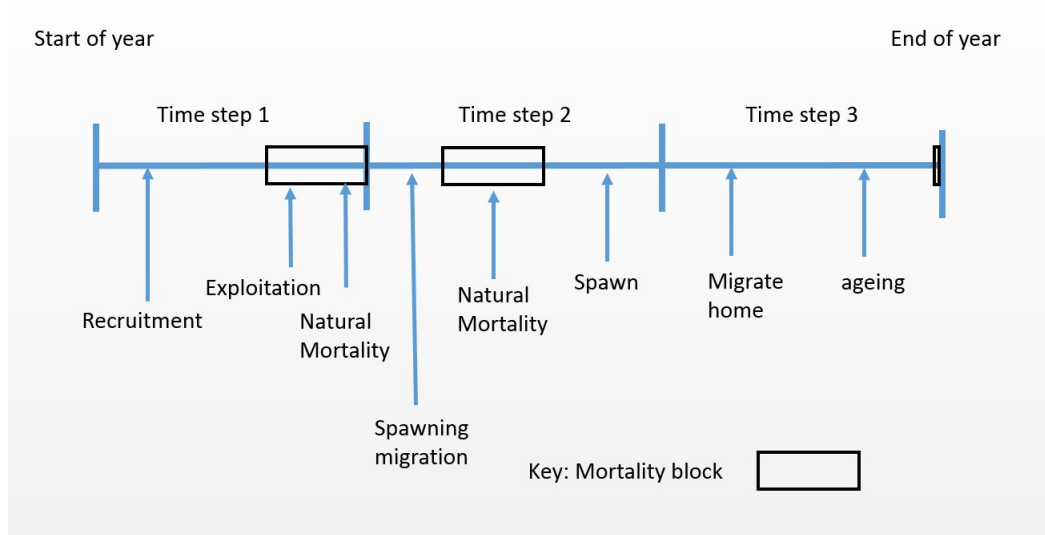 Start of year
End of year
Time step 1
Time step 2
Time step 3
Recruitment
Exploitation
Natural
Mortality
Spawning
migration
Natural
Mortality
Spawn
Migrate
home
ageing
Key: Mortality block